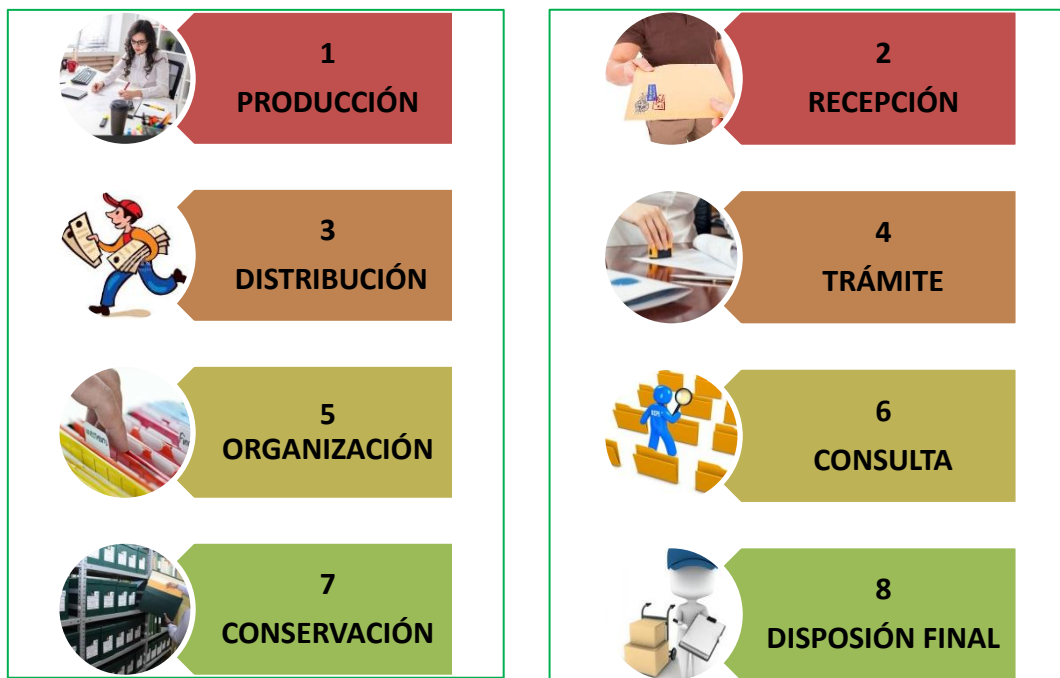 1
PRODUCCIÓN
2
RECEPCIÓN
3
DISTRIBUCIÓN
4
TRÁMITE
5
ORGANIZACIÓN
6
CONSULTA
7
CONSERVACIÓN
8
DISPOSIÓN FINAL